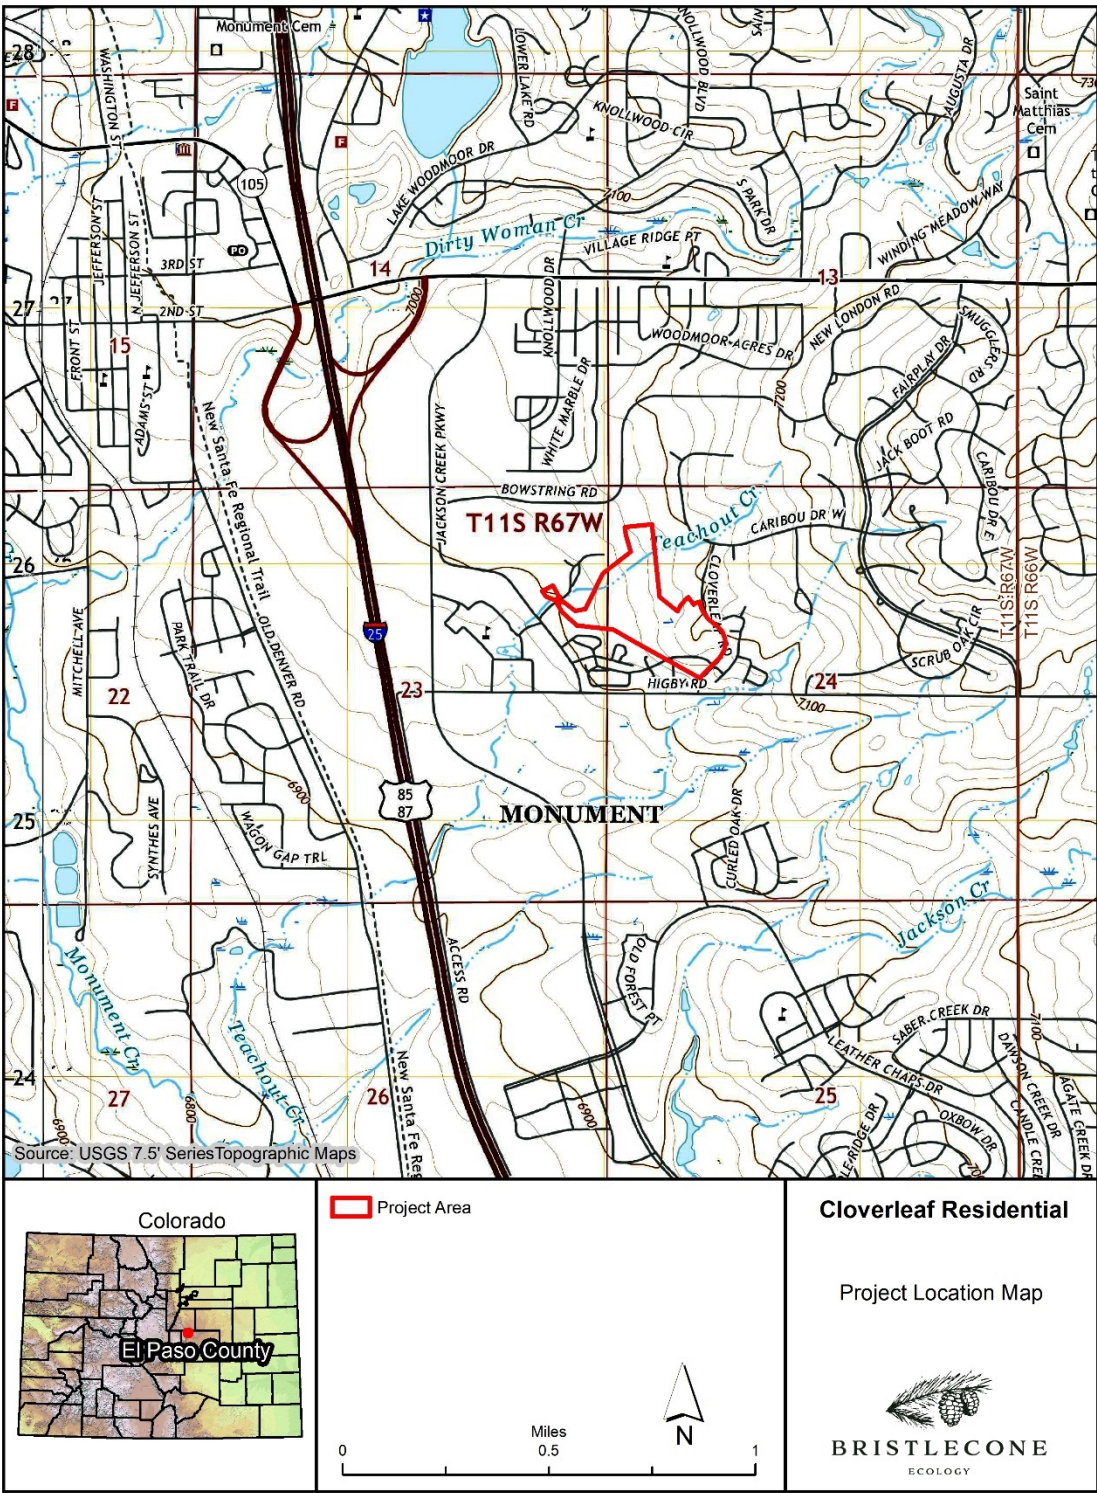 28
Monument Cem
WASHINGTON ST
LOWER LAKE RD
KNOLLWOOD BLVD
AUGUSTA DR
Saint
Matthias
Cem
F
F
KNOLLWOOD CIR
105
LAKE WOODMOOR DR
7100
S PARK DR
JEFFERSON ST
N JEFFERSON ST
PO
Dirty Woman Cr
VILLAGE RIDGE PT
WINDING MEADOW WAY
3RD ST
14
13
27
2ND ST
7000
KNOLLWOOD DR
NEW LONDON RD
15
FRONT ST
WOODMOOR ACRES DR
SMUGGLERS RD
FAIRPLAY DR
ADAMS ST
WHITE MARBLE DR
7200
New Santa Fe Regional Trail
JACKSON CREEK PKWY
JACK BOOT RD
CARIBOU DR E
BOWSTRING RD
T11S R67W
Teachout Cr
CARIBOU DR W
26
T11S R67W
T11S R66W
CLOVERLEAF RD
MITCHELL AVE
PARK TRAIL DR
OLD DENVER RD
25
SCRUB OAK CIR
22
23
HIGBY RD
24
7100
6900
85
87
MONUMENT
25
SYNTHES AVE
WAGON GAP TRL
CURLED OAK DR
Jackson Cr
Monument Cr
ACCESS RD
OLD FOREST PT
SABER CREEK DR
7100
Teachout Cr
LEATHER CHAPS DR
DAWSON CREEK DR
24
27
6800
New Santa Fe Reg
26
6900
25
OXBOW DR
CANDLE CREE
AGATE CREEK DR
6900
LE RIDGE DR
Source: USGS 7.5' SeriesTopographic Maps
Colorado
El Paso County
Project Area
Miles
0
0.5
1
N
Cloverleaf Residential
Project Location Map
BRISTLECONE
ECOLOGY